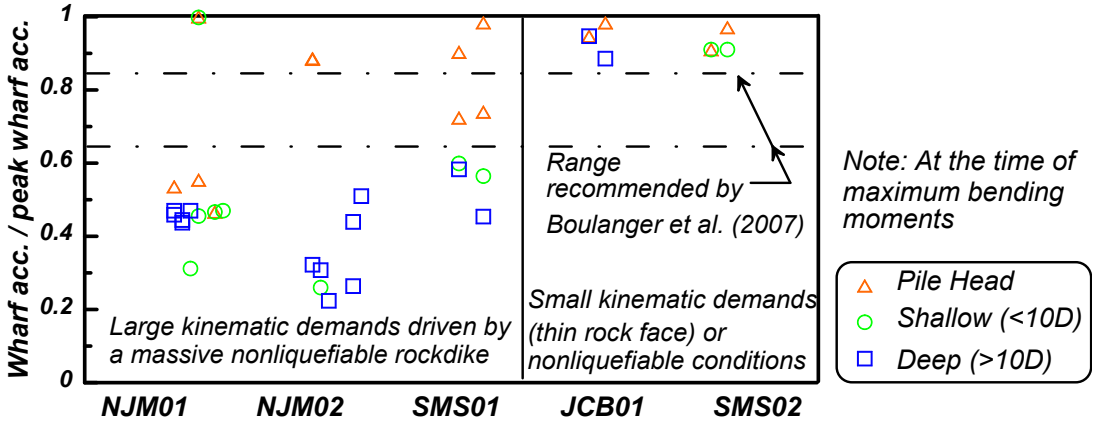 Wharf acc. / peak wharf acc.
1
0.8
0.6
0.4
0.2
0
Large kinematic demands driven by
a massive nonliquefiable rockdike
Range
recommended by
Boulanger et al. (2007)
Small kinematic demands
(thin rock face) or
nonliquefiable conditions
NJM01
NJM02
SMS01
JCB01
SMS02
Note: At the time of
maximum bending
moments
Pile Head
Shallow (<10D)
Deep (>10D)